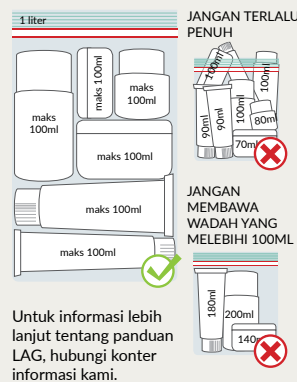 1 liter
maks
100ml
maks 100ml
maks
100ml
maks 100ml
maks 100ml
maks 100ml
Untuk informasi lebih
lanjut tentang panduan
LAG, hubungi konter
informasi kami.
JANGAN TERLALU
PENUH
100ml
100ml
90ml
90ml
100ml
80ml
70ml
JANGAN
MEMBAWA
WADAH YANG
MELEBIHI 100ML
180ml
200ml